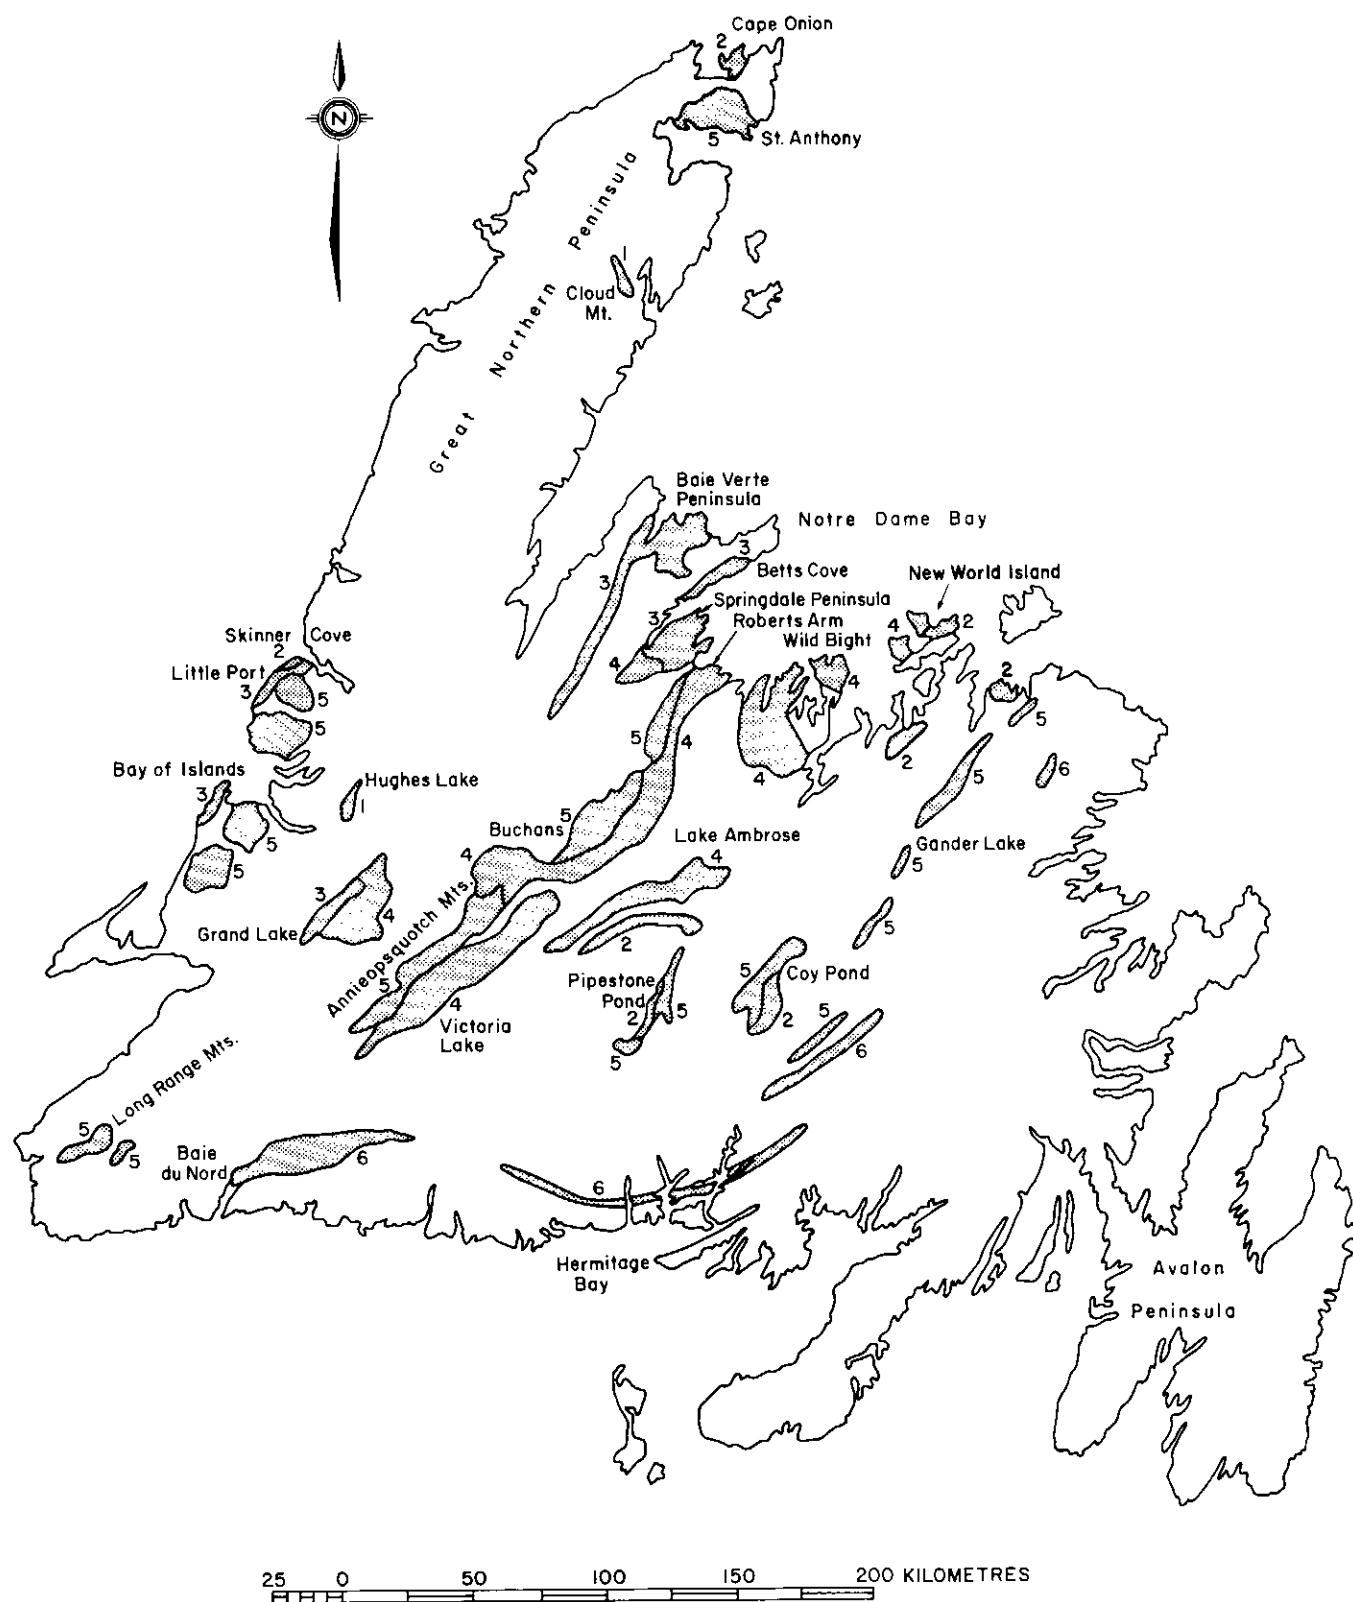 Cape Onion
2
N
5
St. Anthony
Great Northern Peninsula
1
Cloud
Mt.
Baie Verte
Peninsula
Notre Dame Bay
3
3
Betts Cove
New World Island
Springdale Peninsula
3
Roberts Arm
4
2
Wild Bight
Skinner Cove
2
Little Port
4
4
2
3
5
5
5
5
4
2
4
5
6
Bay of Islands
Hughes Lake
3
1
5
5
Buchans
4
Lake Ambrose
4
Gander Lake
5
5
3
4
Grand Lake
Annieopsquotch Mts.
2
5
5
Coy Pond
Pipestone
Pond
5
4
2
5
2
5
Victoria
Lake
5
6
Long Range Mts.
5
5
Baie
du Nord
6
6
Hermitage
Bay
Avalon
Peninsula
25 0 50 100 150 200 KILOMETRES